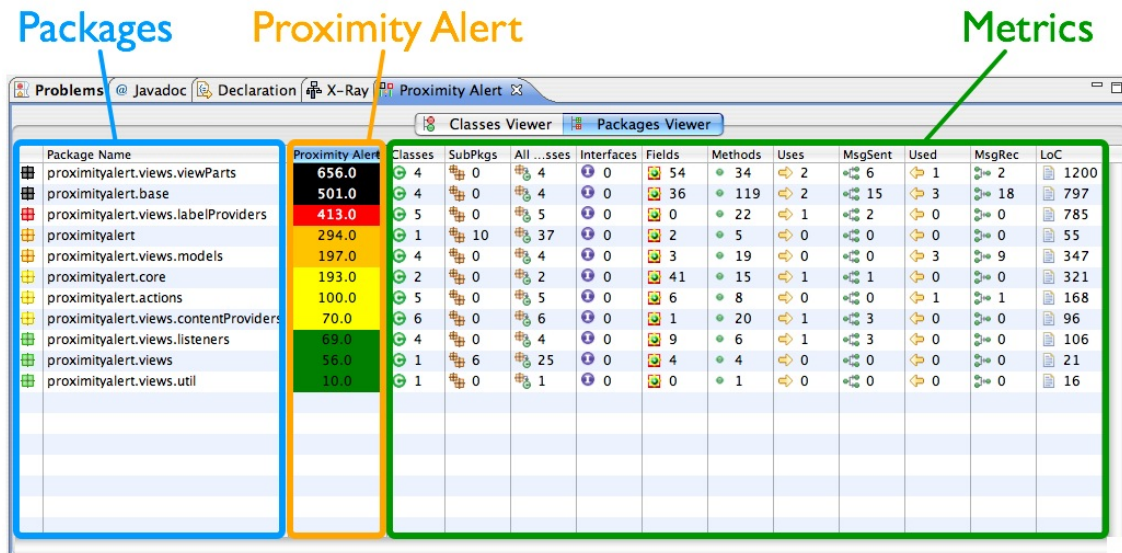 Packages Proximity Alert Metrics
Problems @ Javadoc Declaration X-Ray Proximity Alert
Classes Viewer Packages Viewer
Package Name Proximity Alert Classes SubPkgs All ...sses Interfaces Fields Methods Uses MsgSent Used MsgRec LoC
proximityalert.views.viewParts 656.0 4 0 4 0 54 34 2 6 1 2 1200
proximityalert.base 501.0 4 0 4 0 36 119 2 15 3 18 797
proximityalert.views.labelProviders 413.0 5 0 5 0 0 22 1 2 0 0 785
proximityalert 294.0 1 10 37 0 2 5 0 0 0 0 55
proximityalert.views.models 197.0 4 0 4 0 3 19 0 0 3 9 347
proximityalert.core 193.0 2 0 2 0 41 15 1 1 0 0 321
proximityalert.actions 100.0 5 0 5 0 6 8 0 0 1 1 168
proximityalert.views.contentProviders 70.0 6 0 6 0 1 20 1 3 0 0 96
proximityalert.views.listeners 69.0 4 0 4 0 9 6 1 3 0 0 106
proximityalert.views 56.0 1 6 25 0 4 4 0 0 0 0 21
proximityalert.views.util 10.0 1 0 1 0 0 1 0 0 0 0 16